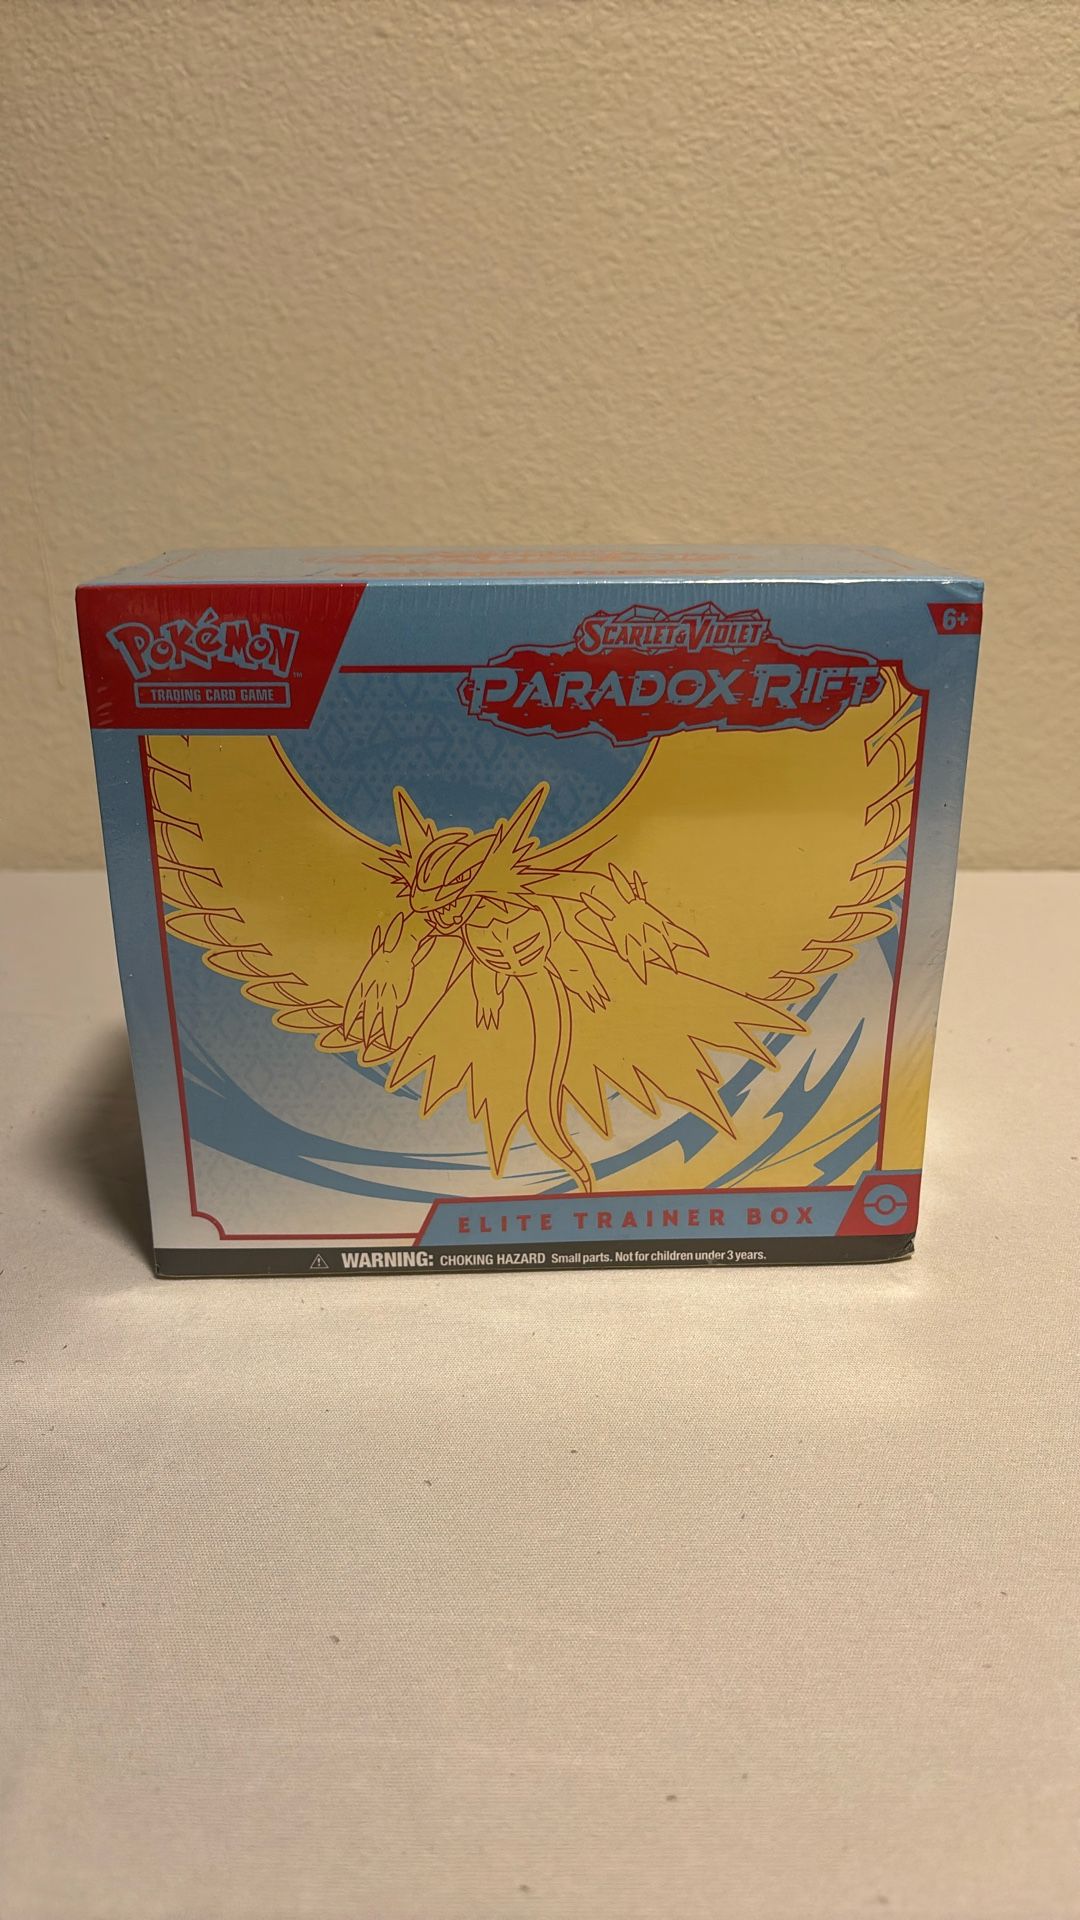 POKéMON
TM
TRADING CARD GAME
SCARLET & VIOLET
PARADOX RIFT
6+
ELITE TRAINER BOX
WARNING: CHOKING HAZARD Small parts. Not for children under 3 years.